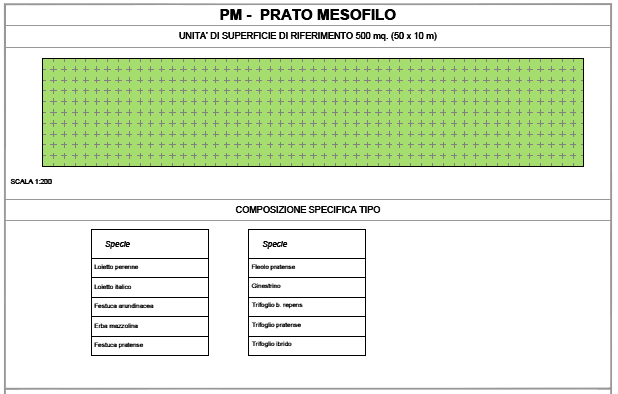 PM - PRATO MESOFILO
UNITA' DI SUPERFICIE DI RIFERIMENTO 500 mq. (50 x 10 m)
SCALA 1:200
COMPOSIZIONE SPECIFICA TIPO
Specie
Loietto perenne
Loietto italico
Festuca arundinacea
Erba mazzolina
Festuca pratense
Specie
Fleolo pratense
Ginestrino
Trifoglio b. repens
Trifoglio pratense
Trifoglio ibrido